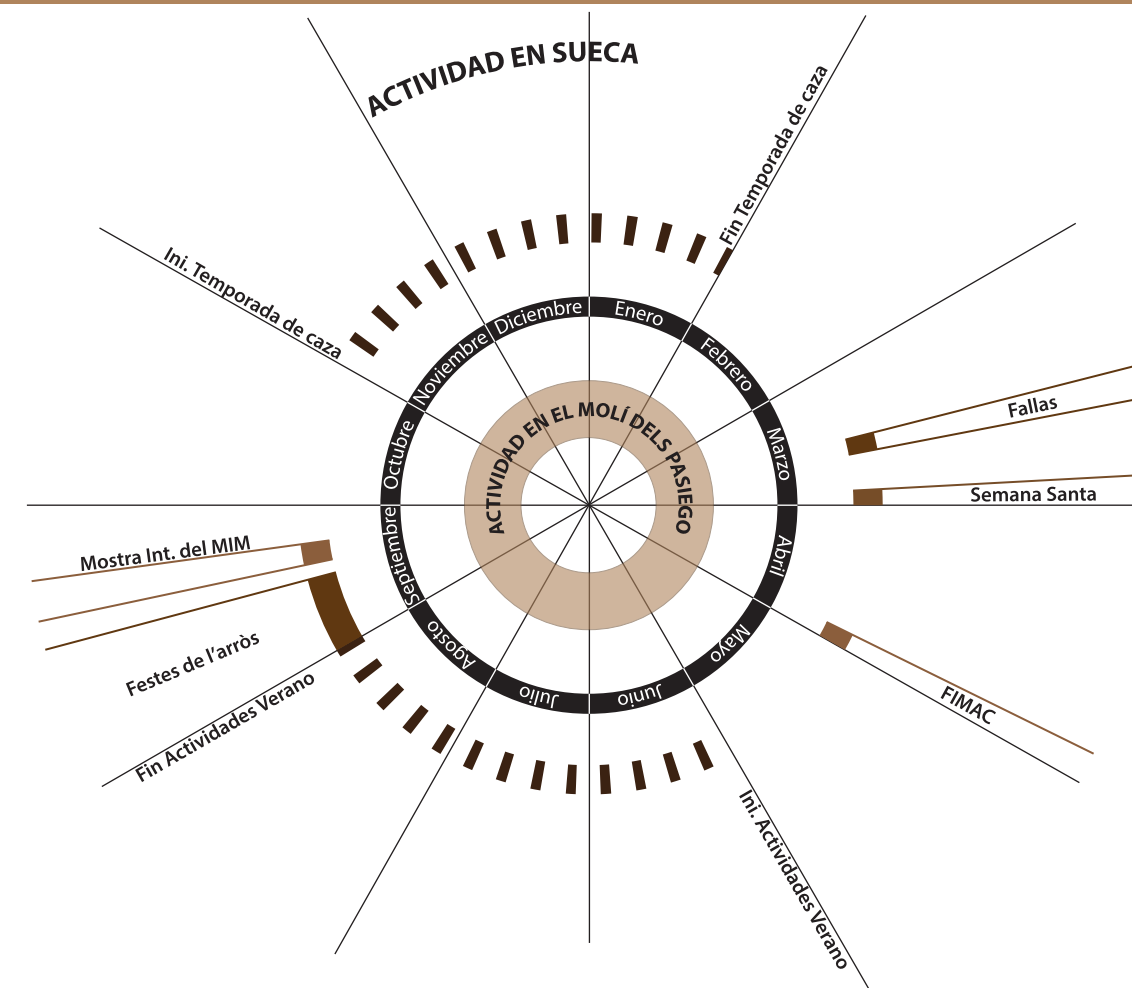 ACTIVIDAD EN SUECA
Fin Temporada de caza
Ini. Temporada de caza
Enero
Febrero
Marzo
Abril
Mayo
Junio
Julio
Agosto
Septiembre
Octubre
Noviembre
Diciembre
ACTIVIDAD EN EL MOLÍ DELS PASIEGO
Fallas
Semana Santa
FIMAC
Ini. Actividades Verano
Fin Actividades Verano
Festes de l'arròs
Mostra Int. del MIM